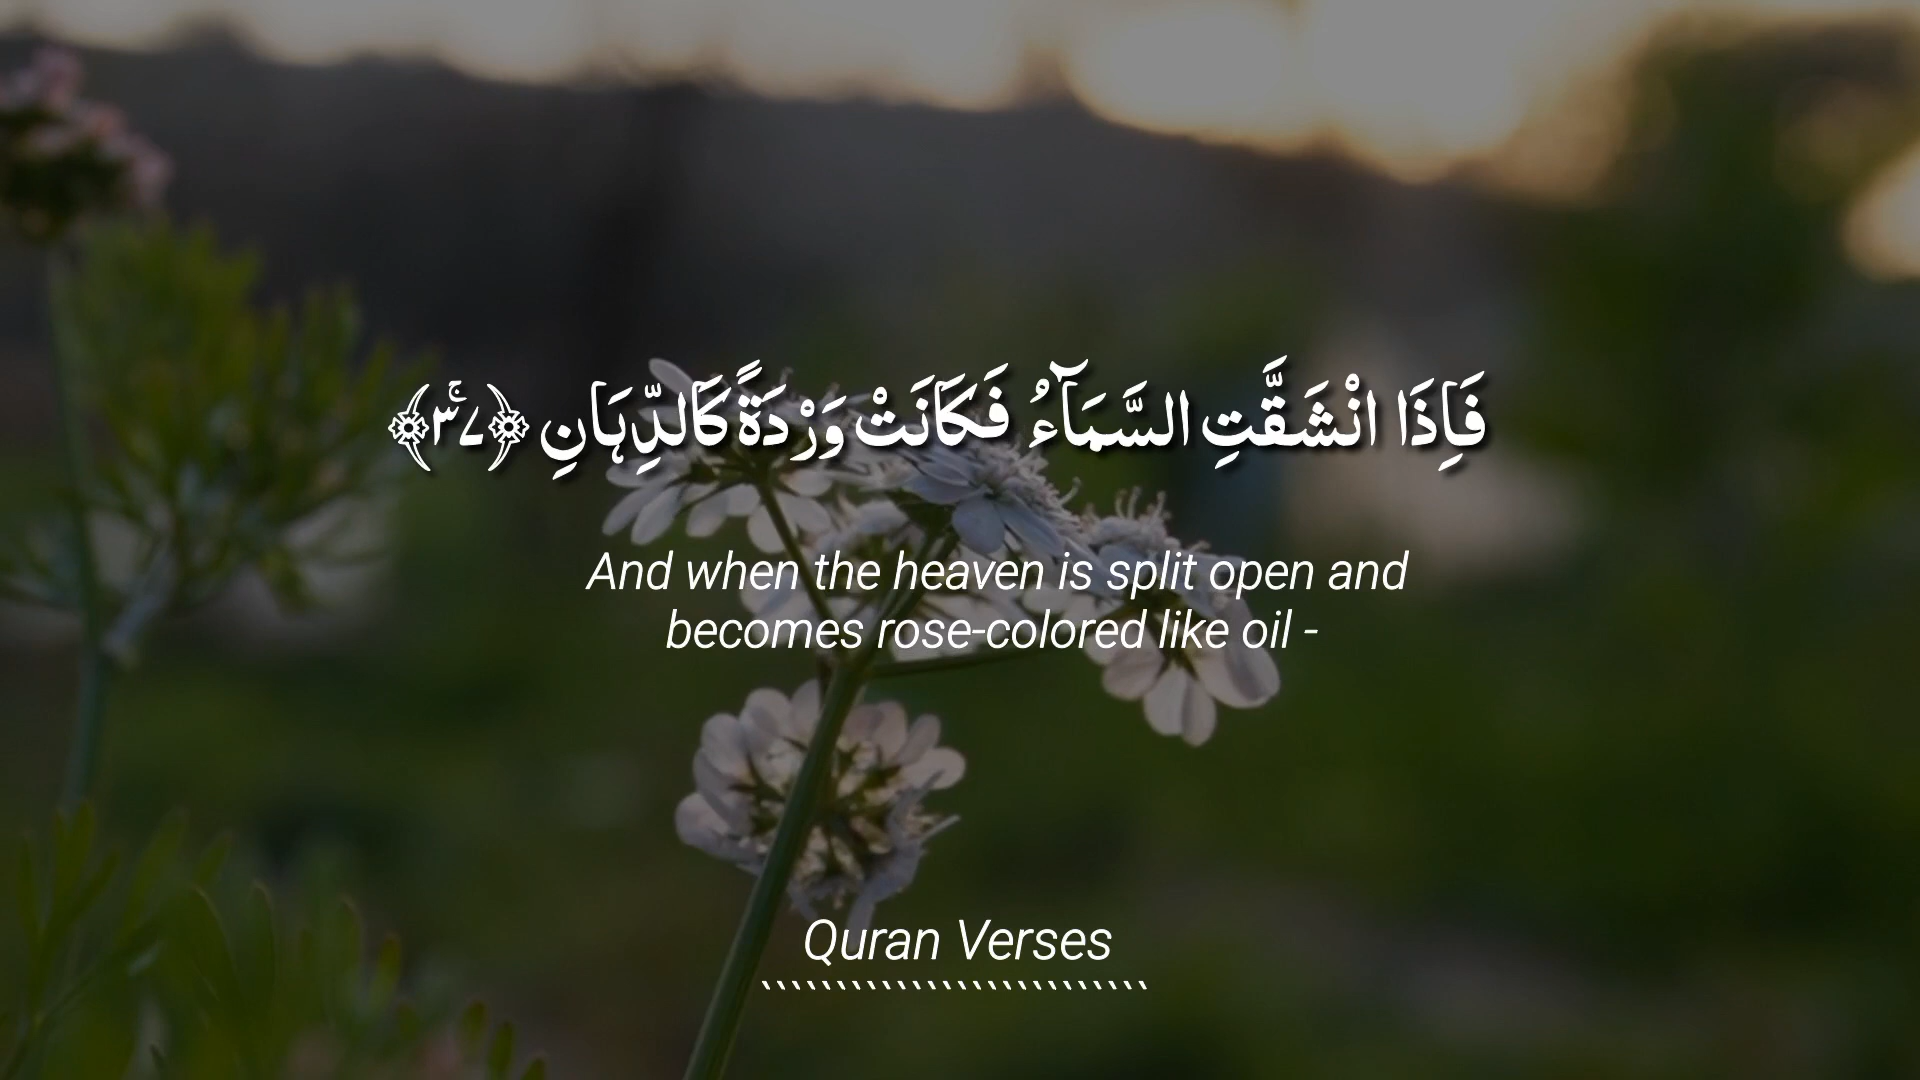 فَاِذَا انْشَقَّتِ السَّمَآءُ فَكَانَتْ وَرْدَةً كَالدِّهَانِ ﴿ۚ۳۷﴾
And when the heaven is split open and
becomes rose-colored like oil -
Quran Verses